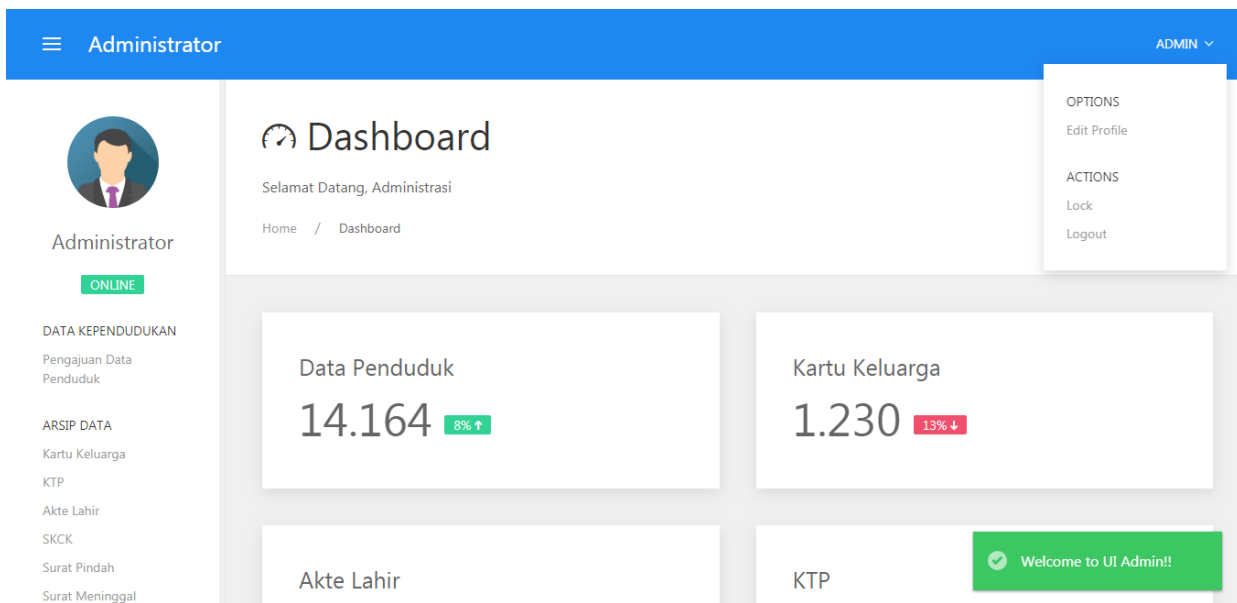 Administrator
ADMIN
OPTIONS
Edit Profile
ACTIONS
Lock
Logout
Administrator
ONLINE
DATA KEPENDUDUKAN
Pengajuan Data
Penduduk
ARSIP DATA
Kartu Keluarga
KTP
Akte Lahir
SKCK
Surat Pindah
Surat Meninggal
Dashboard
Selamat Datang, Administrasi
Home / Dashboard
Data Penduduk
14.164 8%
Kartu Keluarga
1.230 13%
Akte Lahir
KTP
Welcome to UI Admin!!